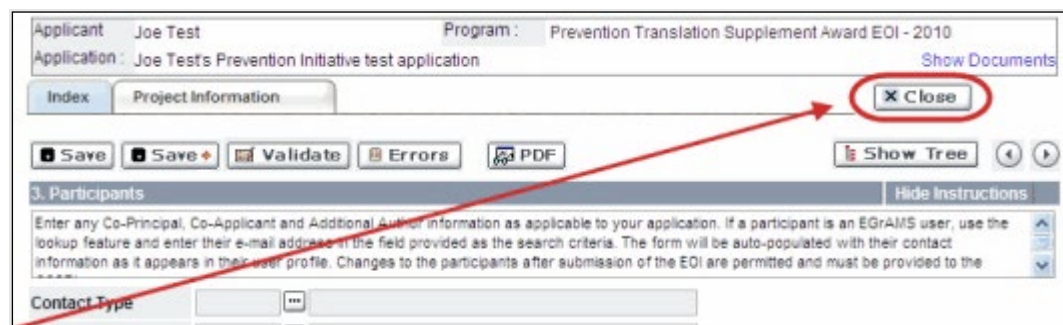 Applicant Joe Test Program : Prevention Translation Supplement Award EOI - 2010
Application : Joe Test's Prevention Initiative test application Show Documents
Index Project Information Close
Save Save+ Validate Errors PDF Show Tree
3. Participants Hide Instructions
Enter any Co-Principal, Co-Applicant and Additional Author information as applicable to your application. If a participant is an EGrAMS user, use the
lookup feature and enter their e-mail address in the field provided as the search criteria. The form will be auto-populated with their contact
information as it appears in their user profile. Changes to the participants after submission of the EOI are permitted and must be provided to the
Contact Type